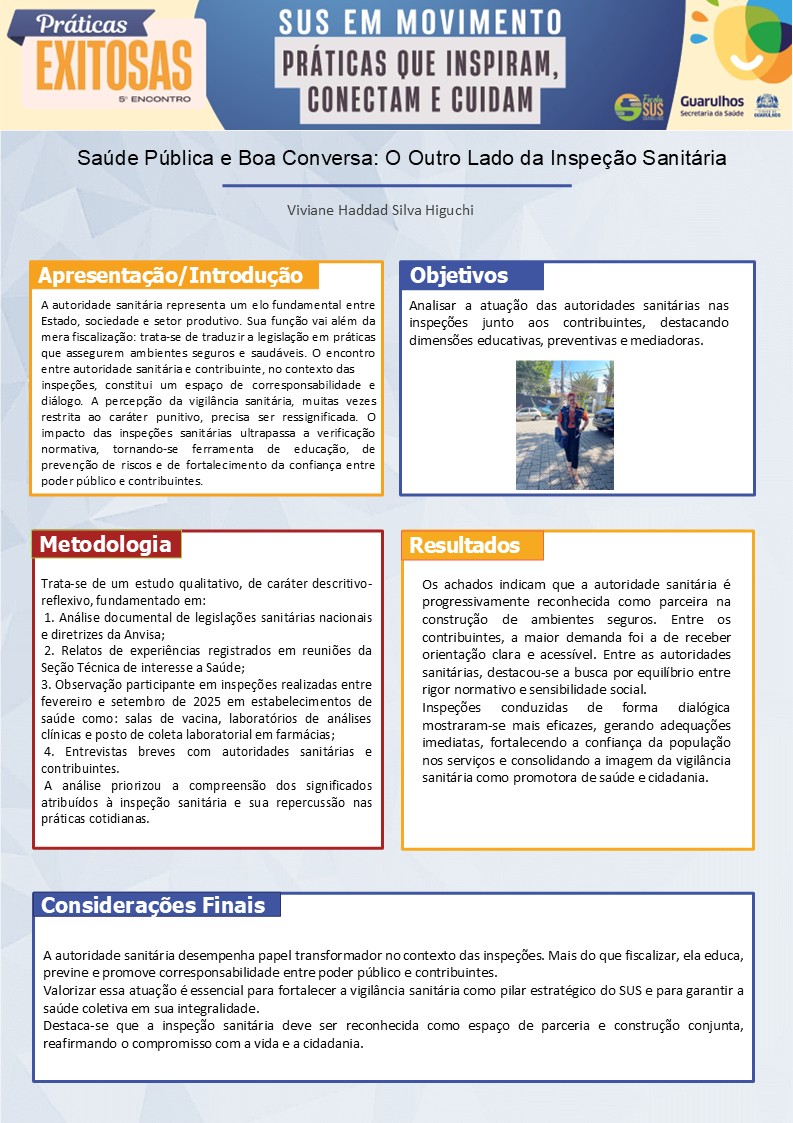 Práticas
EXITOSAS
5º ENCONTRO
SUS EM MOVIMENTO
PRÁTICAS QUE INSPIRAM,
CONECTAM E CUIDAM
Escola
SUS
Guarulhos
Secretaria da Saúde
GUARULHOS
Saúde Pública e Boa Conversa: O Outro Lado da Inspeção Sanitária
Viviane Haddad Silva Higuchi
Apresentação/Introdução
A autoridade sanitária representa um elo fundamental entre
Estado, sociedade e setor produtivo. Sua função vai além da
mera fiscalização: trata-se de traduzir a legislação em práticas
que assegurem ambientes seguros e saudáveis. O encontro
entre autoridade sanitária e contribuinte, no contexto das
inspeções, constitui um espaço de corresponsabilidade e
diálogo. A percepção da vigilância sanitária, muitas vezes
restrita ao caráter punitivo, precisa ser ressignificada. O
impacto das inspeções sanitárias ultrapassa a verificação
normativa, tornando-se ferramenta de educação, de
prevenção de riscos e de fortalecimento da confiança entre
poder público e contribuintes.
Objetivos
Analisar a atuação das autoridades sanitárias nas
inspeções junto aos contribuintes, destacando
dimensões educativas, preventivas e mediadoras.
Metodologia
Trata-se de um estudo qualitativo, de caráter descritivo-
reflexivo, fundamentado em:
1. Análise documental de legislações sanitárias nacionais
e diretrizes da Anvisa;
2. Relatos de experiências registrados em reuniões da
Seção Técnica de interesse a Saúde;
3. Observação participante em inspeções realizadas entre
fevereiro e setembro de 2025 em estabelecimentos de
saúde como: salas de vacina, laboratórios de análises
clínicas e posto de coleta laboratorial em farmácias;
4. Entrevistas breves com autoridades sanitárias e
contribuintes.
A análise priorizou a compreensão dos significados
atribuídos à inspeção sanitária e sua repercussão nas
práticas cotidianas.
Resultados
Os achados indicam que a autoridade sanitária é
progressivamente reconhecida como parceira na
construção de ambientes seguros. Entre os
contribuintes, a maior demanda foi a de receber
orientação clara e acessível. Entre as autoridades
sanitárias, destacou-se a busca por equilíbrio entre
rigor normativo e sensibilidade social.
Inspeções conduzidas de forma dialógica
mostraram-se mais eficazes, gerando adequações
imediatas, fortalecendo a confiança da população
nos serviços e consolidando a imagem da vigilância
sanitária como promotora de saúde e cidadania.
Considerações Finais
A autoridade sanitária desempenha papel transformador no contexto das inspeções. Mais do que fiscalizar, ela educa,
previne e promove corresponsabilidade entre poder público e contribuintes.
Valorizar essa atuação é essencial para fortalecer a vigilância sanitária como pilar estratégico do SUS e para garantir a
saúde coletiva em sua integralidade.
Destaca-se que a inspeção sanitária deve ser reconhecida como espaço de parceria e construção conjunta,
reafirmando o compromisso com a vida e a cidadania.